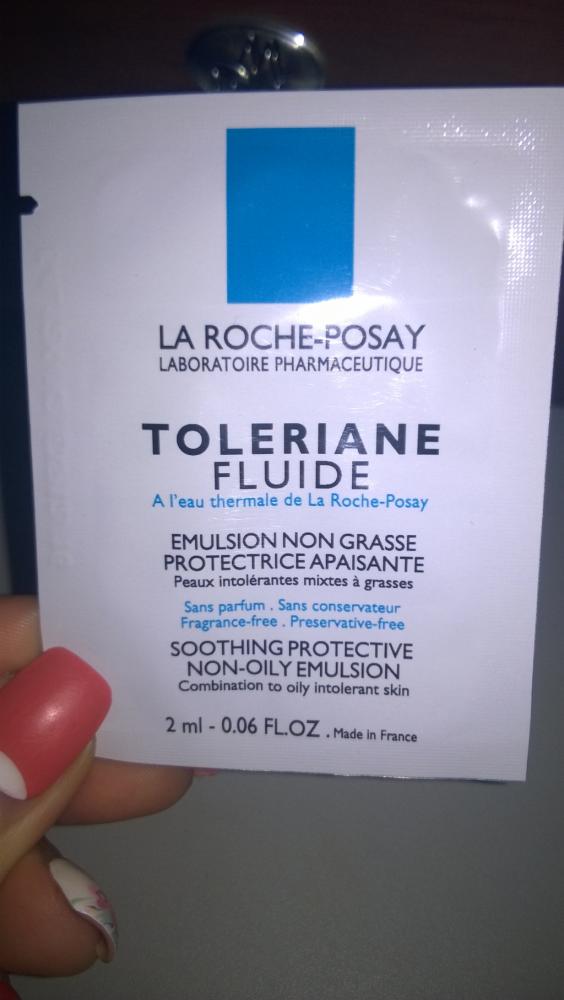 LA ROCHE-POSAY
LABORATOIRE PHARMACEUTIQUE
TOLERIANE
FLUIDE
A l'eau thermale de La Roche-Posay
EMULSION NON GRASSE
PROTECTRICE APAISANTE
Peaux intolérantes mixtes à grasses
Sans parfum . Sans conservateur
Fragrance-free . Preservative-free
SOOTHING PROTECTIVE
NON-OILY EMULSION
Combination to oily intolerant skin
2 ml - 0.06 FL.OZ . Made in France